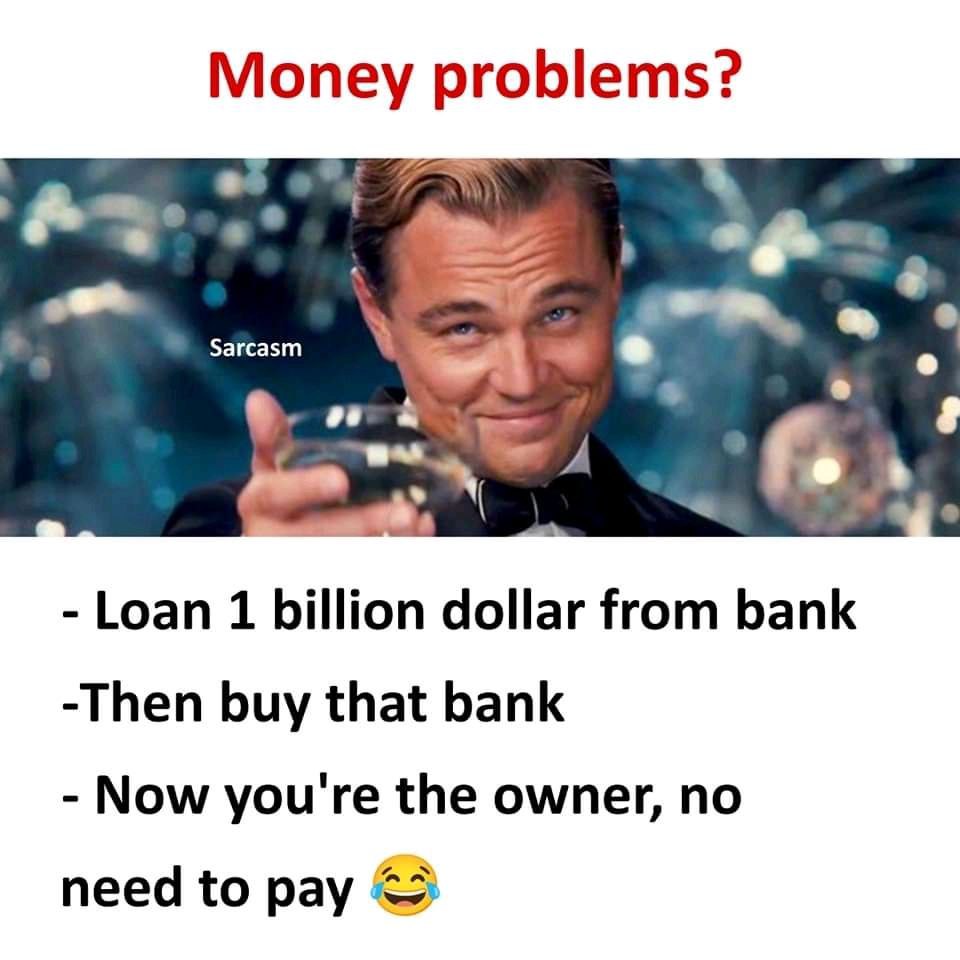 Money problems?
Sarcasm
- Loan 1 billion dollar from bank
-Then buy that bank
- Now you're the owner, no
need to pay 😂